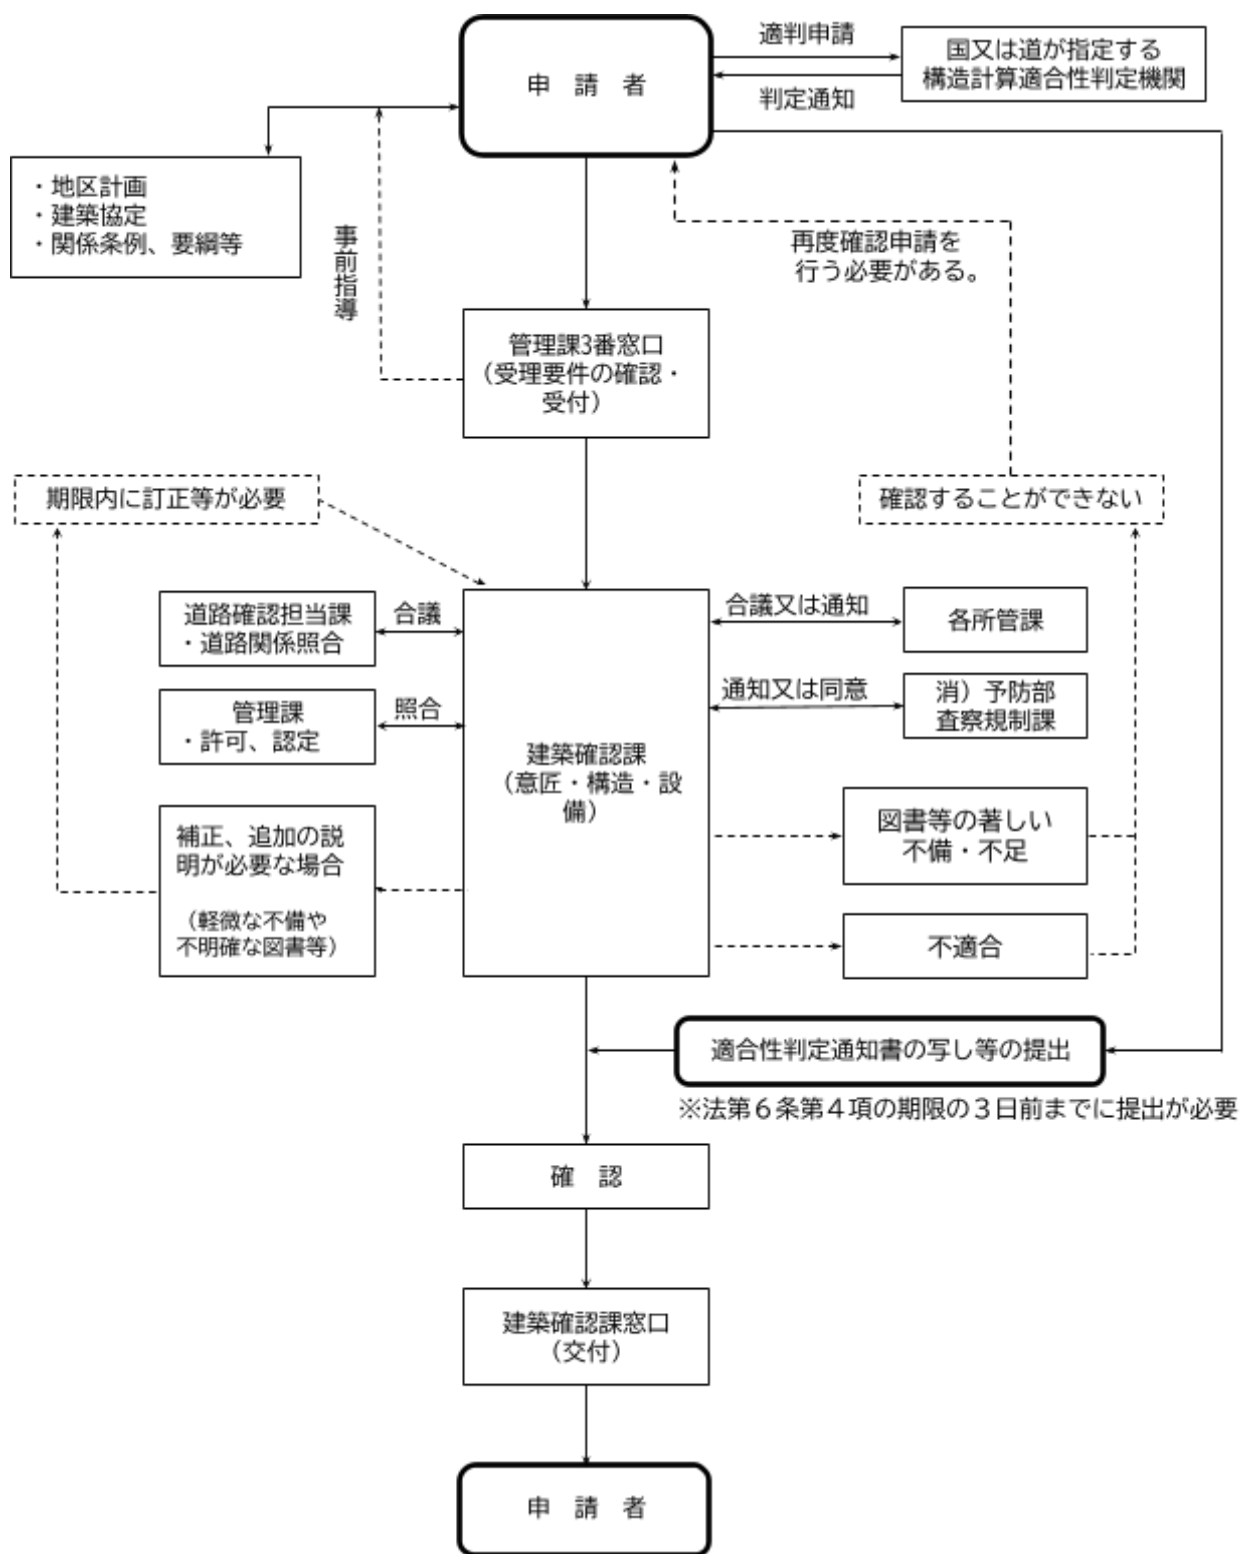 適判申請
申　請　者
国又は道が指定する
構造計算適合性判定機関
判定通知
・地区計画
・建築協定
・関係条例、要綱等
事前指導
再度確認申請を
行う必要がある。
管理課3番窓口
（受理要件の確認・
受付）
期限内に訂正等が必要
確認することができない
道路確認担当課
・道路関係照合
合議
合議又は通知
各所管課
管理課
・許可、認定
照合
通知又は同意
消）予防部
査察規制課
建築確認課
（意匠・構造・設
備）
補正、追加の説
明が必要な場合
（軽微な不備や
不明確な図書等）
図書等の著しい
不備・不足
不適合
適合性判定通知書の写し等の提出
※法第６条第４項の期限の３日前までに提出が必要
確　認
建築確認課窓口
（交付）
申　請　者